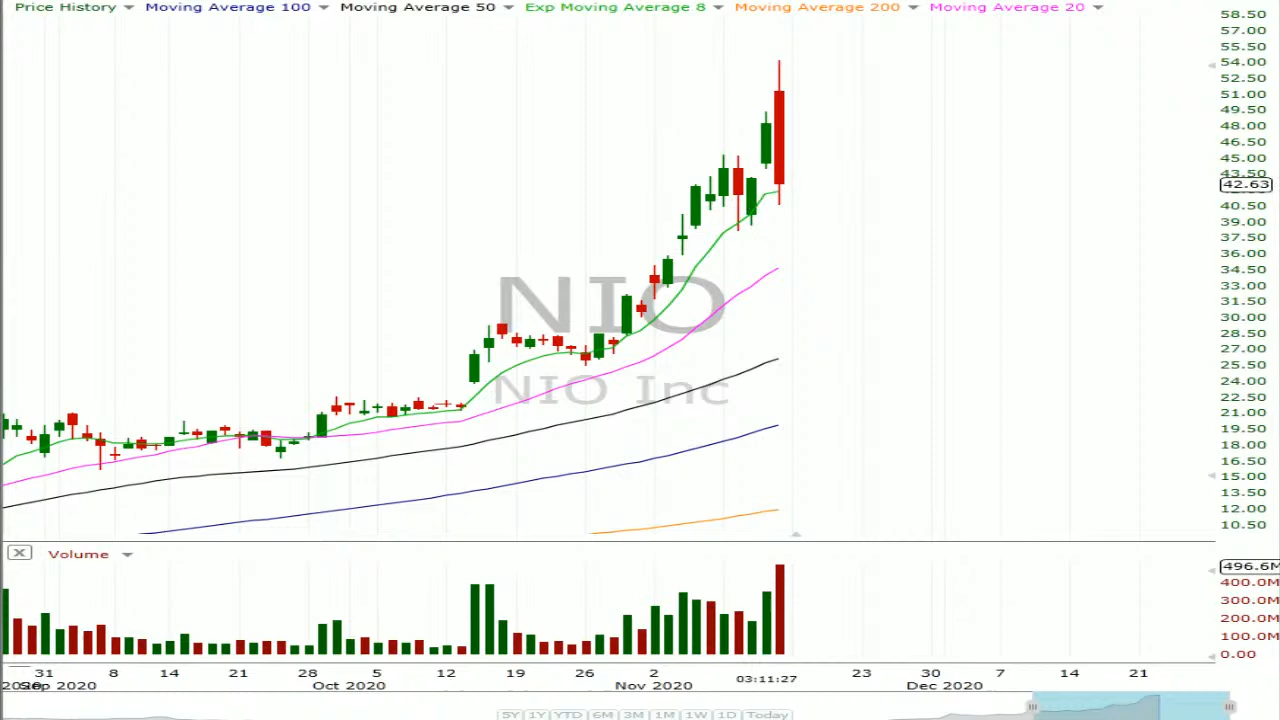 Price History Moving Average 100 Moving Average 50 Exp Moving Average 8 Moving Average 200 Moving Average 20
58.50
57.00
55.50
54.00
52.50
51.00
49.50
48.00
46.50
45.00
43.50
42.63
40.50
39.00
37.50
36.00
34.50
33.00
31.50
30.00
28.50
27.00
25.50
24.00
22.50
21.00
19.50
18.00
16.50
15.00
13.50
12.00
10.50
NIO
NIO Inc
X Volume
496.6M
400.0M
300.0M
200.0M
100.0M
0.00
31 8 14 21 28 5 12 19 26 2 03:11:27 23 30 7 14 21
Sep 2020 Oct 2020 Nov 2020 Dec 2020
5Y 1Y YTD 6M 3M 1M 1W 1D Today